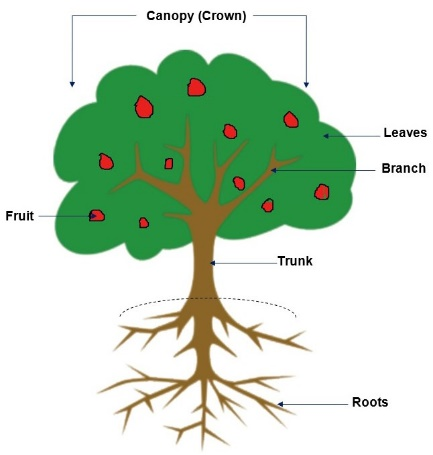 Canopy (Crown)
Leaves
Branch
Fruit
Trunk
Roots